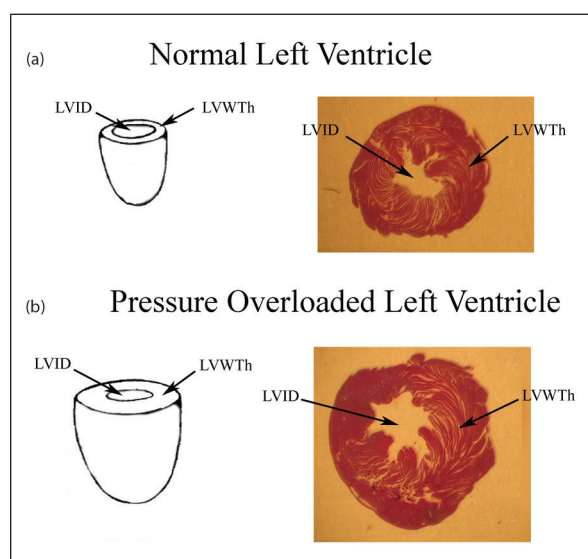 (a)
Normal Left Ventricle
LVID
LVWTh
LVID
LVWTh
(b)
Pressure Overloaded Left Ventricle
LVID
LVWTh
LVID
LVWTh